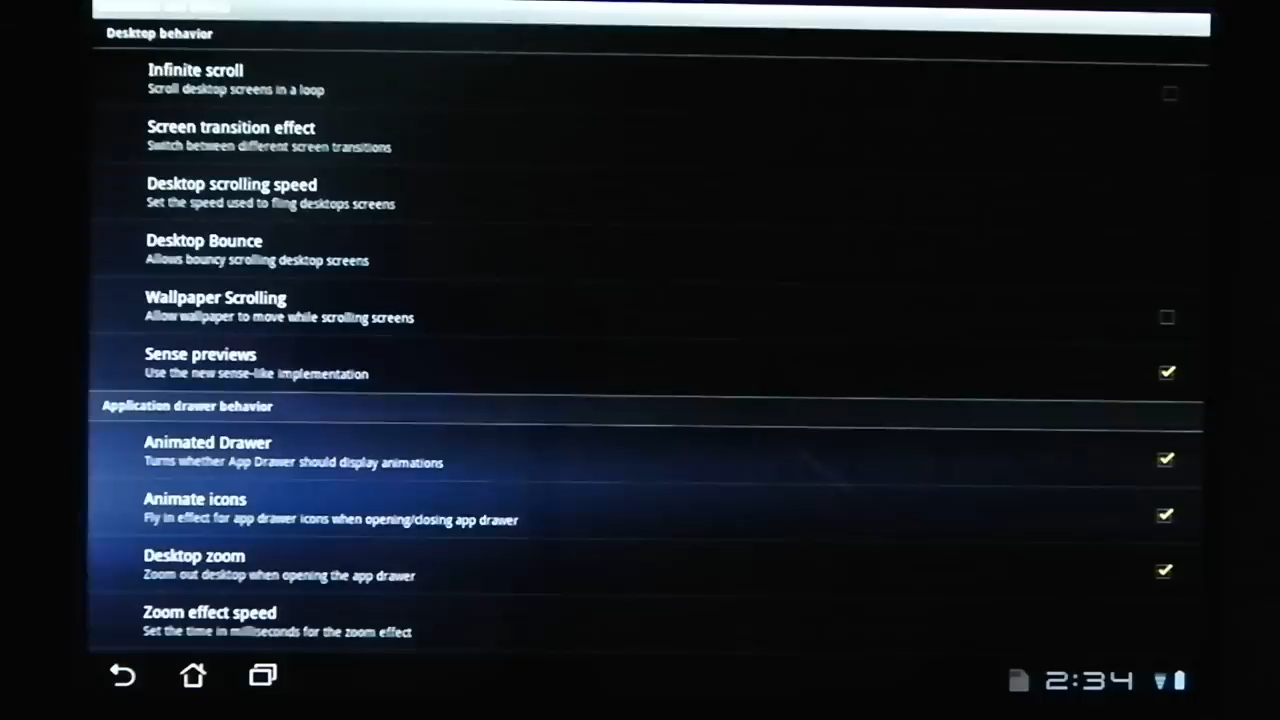 Desktop behavior
Infinite scroll
Scroll desktop screens in a loop
Screen transition effect
Switch between different screen transitions
Desktop scrolling speed
Set the speed used to fling desktops screens
Desktop Bounce
Allows bouncy scrolling desktop screens
Wallpaper Scrolling
Allow wallpaper to move while scrolling screens
Sense previews
Use the new sense-like implementation
Application drawer behavior
Animated Drawer
Turns whether App Drawer should display animations
Animate icons
Fly in effect for app drawer icons when opening/closing app drawer
Desktop zoom
Zoom out desktop when opening the app drawer
Zoom effect speed
Set the time in milliseconds for the zoom effect
2:34